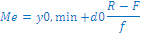 Me = y0,min + d0 (R − F) / f